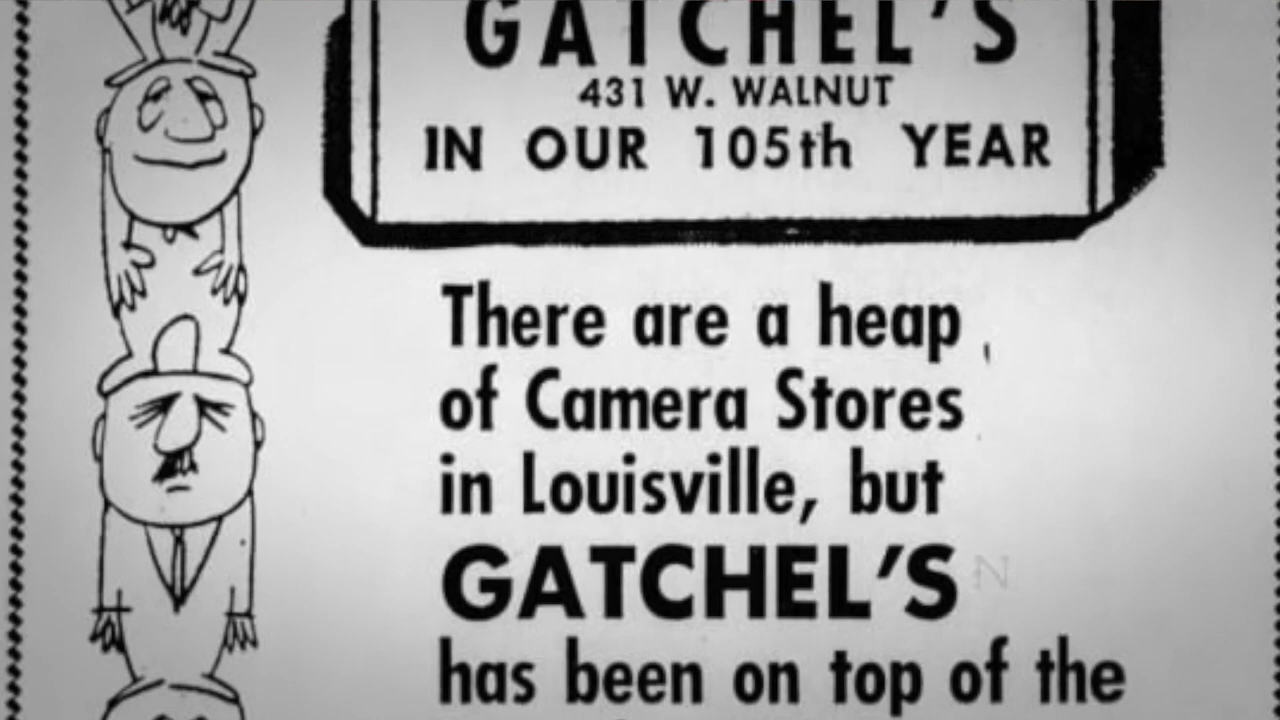 GATCHEL'S
431 W. WALNUT
IN OUR 105th YEAR
There are a heap
of Camera Stores
in Louisville, but
GATCHEL'S
has been on top of the